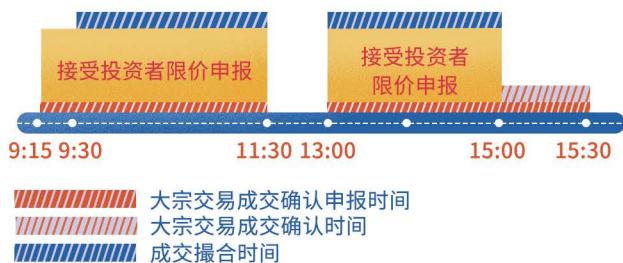 接受投资者限价申报
接受投资者
限价申报
9:15 9:30 11:30 13:00 15:00 15:30
大宗交易成交确认申报时间
大宗交易成交确认时间
成交撮合时间